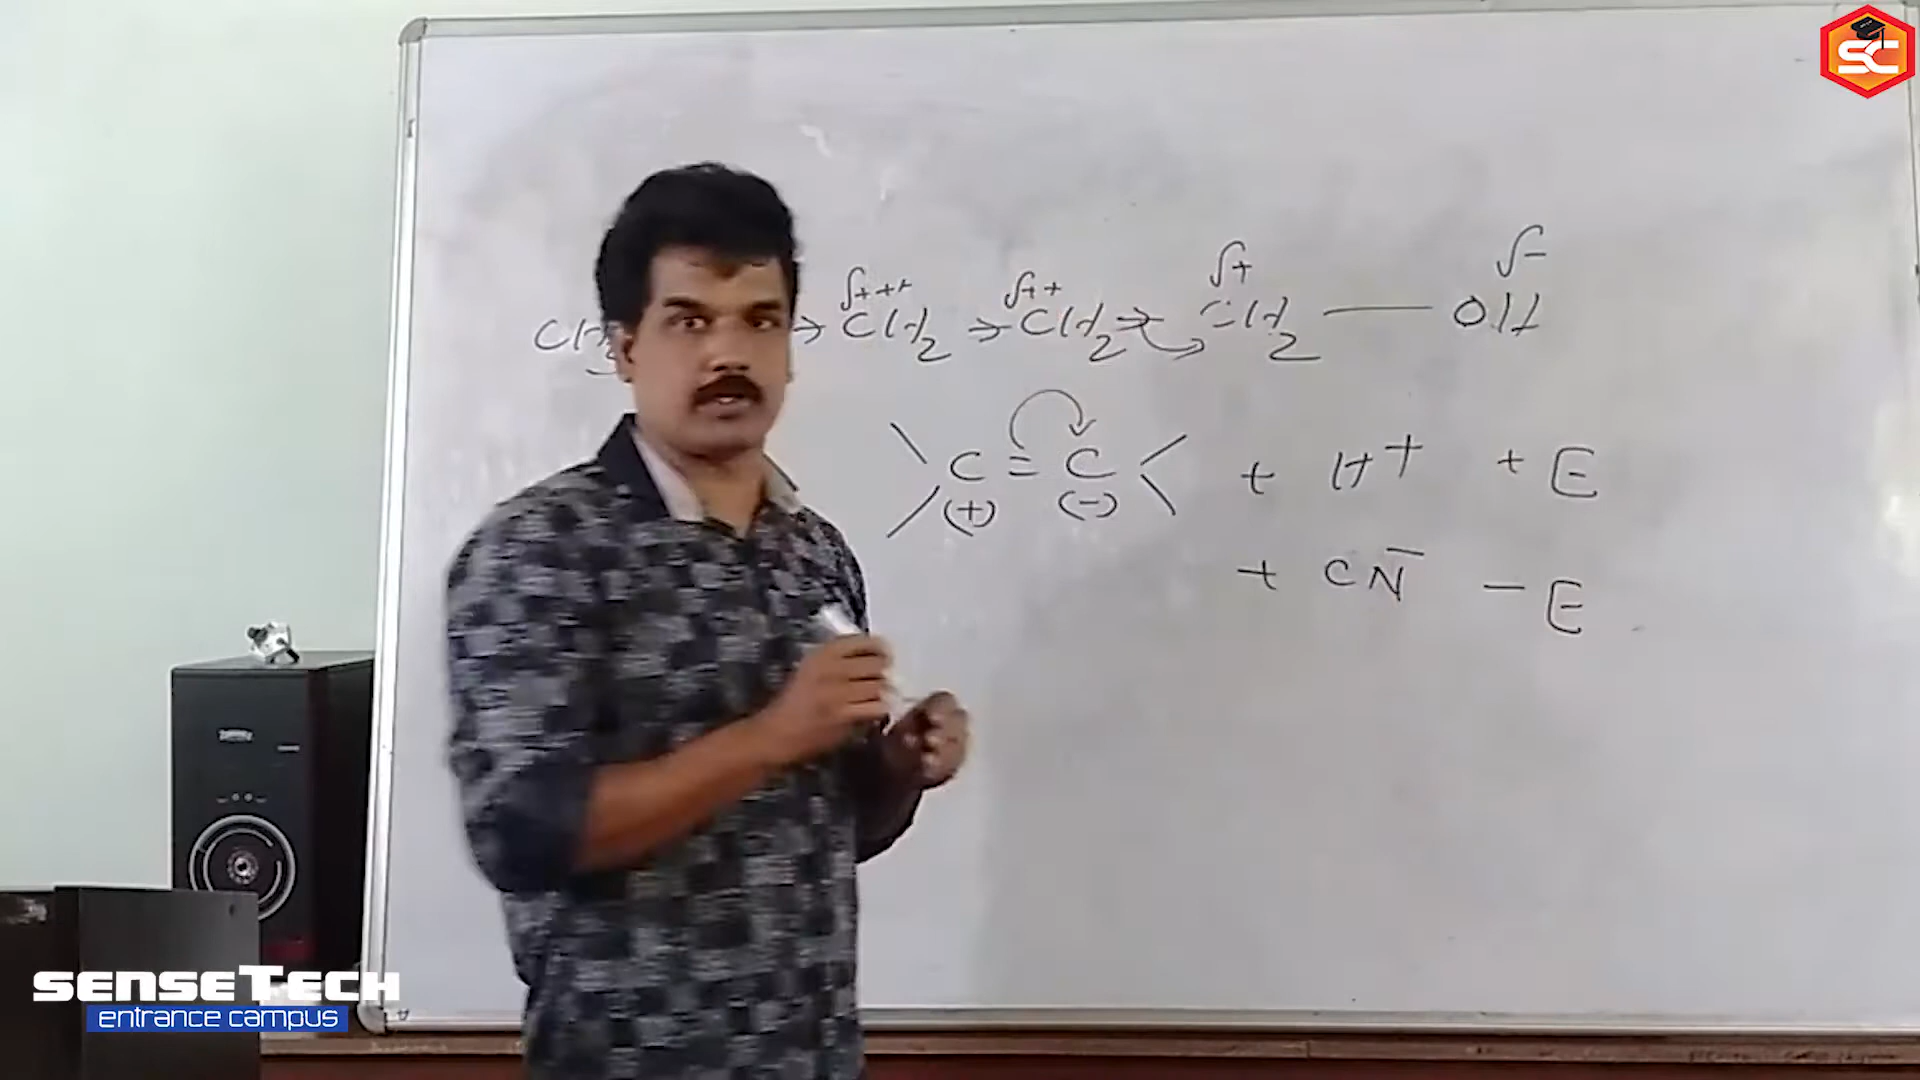 SC
δ+++ δ++ δ+ δ-
CH2 → CH2 → CH2 → CH2 — OH
C = C + H+ + E
(+) (-)
+ CN- - E
SENSETECH
entrance campus